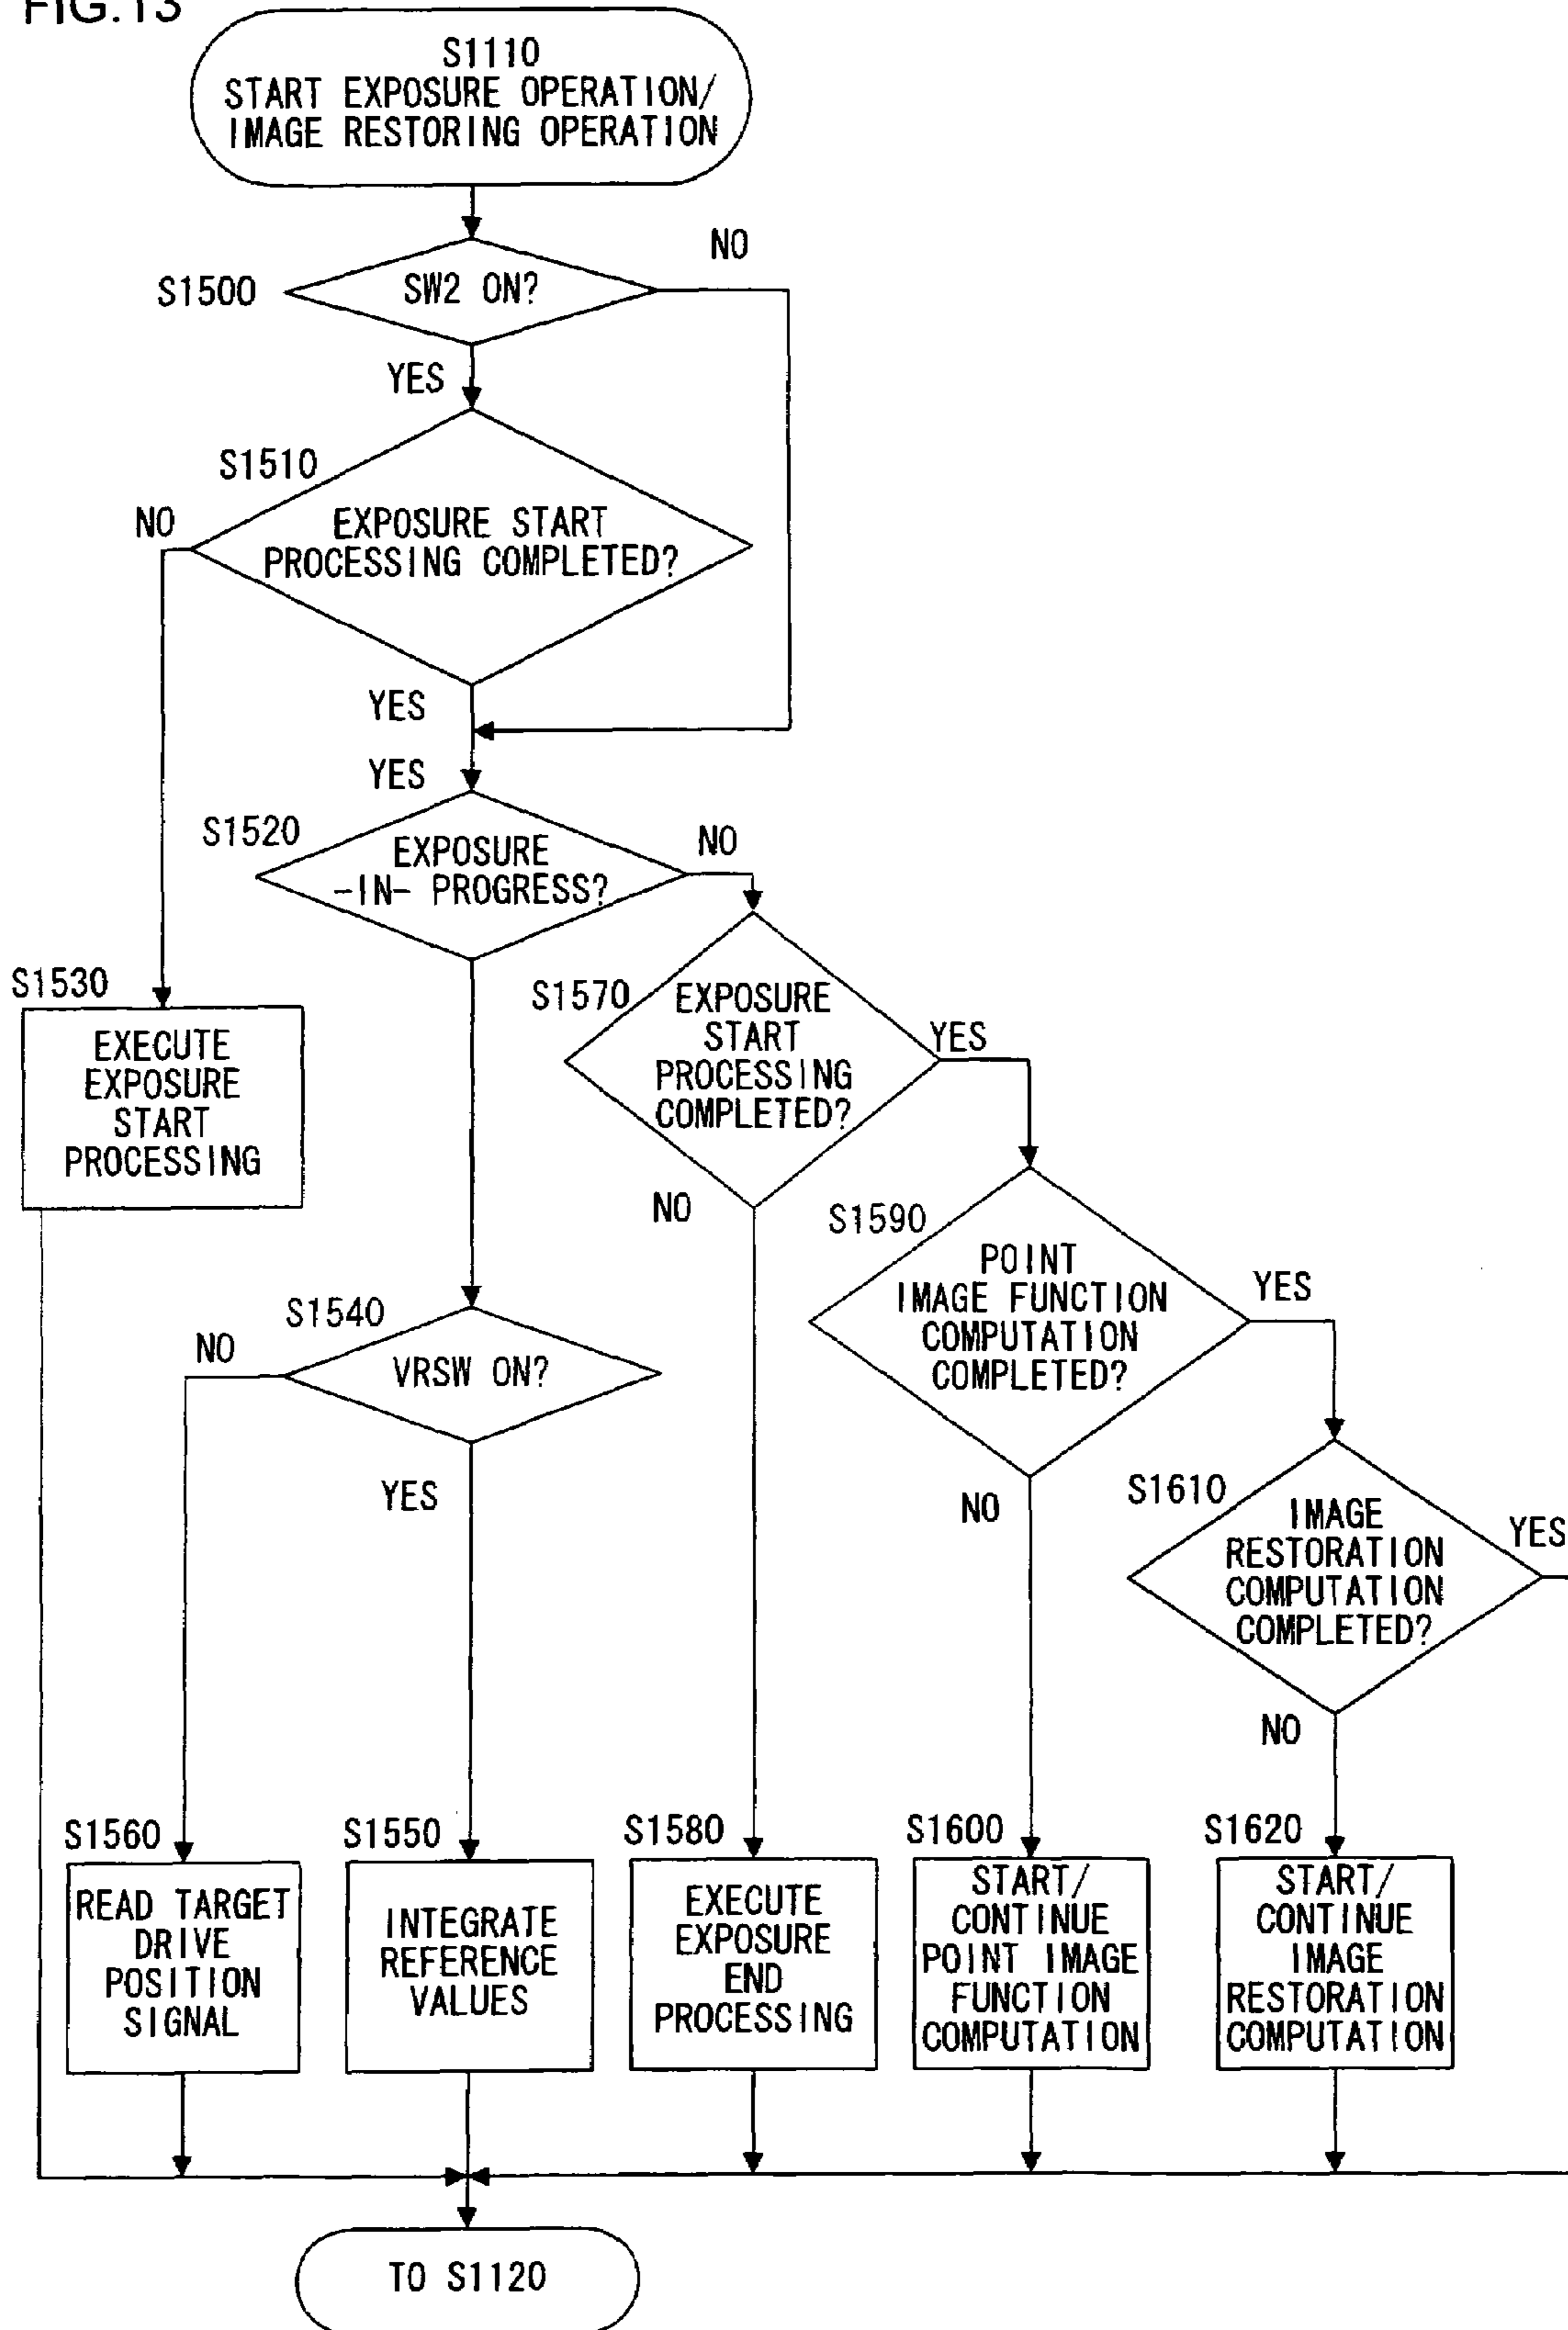 FIG.13
S1110
START EXPOSURE OPERATION/
IMAGE RESTORING OPERATION
NO
S1500
SW2 ON?
YES
S1510
NO
EXPOSURE START
PROCESSING COMPLETED?
YES
YES
S1520
EXPOSURE
-IN- PROGRESS?
NO
S1530
EXECUTE
EXPOSURE
START
PROCESSING
S1570
EXPOSURE
START
PROCESSING
COMPLETED?
YES
NO
S1590
POINT
IMAGE FUNCTION
COMPUTATION
COMPLETED?
YES
NO
S1540
NO
VRSW ON?
YES
S1610
IMAGE
RESTORATION
COMPUTATION
COMPLETED?
YES
NO
S1560
READ TARGET
DRIVE
POSITION
SIGNAL
S1550
INTEGRATE
REFERENCE
VALUES
S1580
EXECUTE
EXPOSURE
END
PROCESSING
S1600
START/
CONTINUE
POINT IMAGE
FUNCTION
COMPUTATION
S1620
START/
CONTINUE
IMAGE
RESTORATION
COMPUTATION
TO S1120